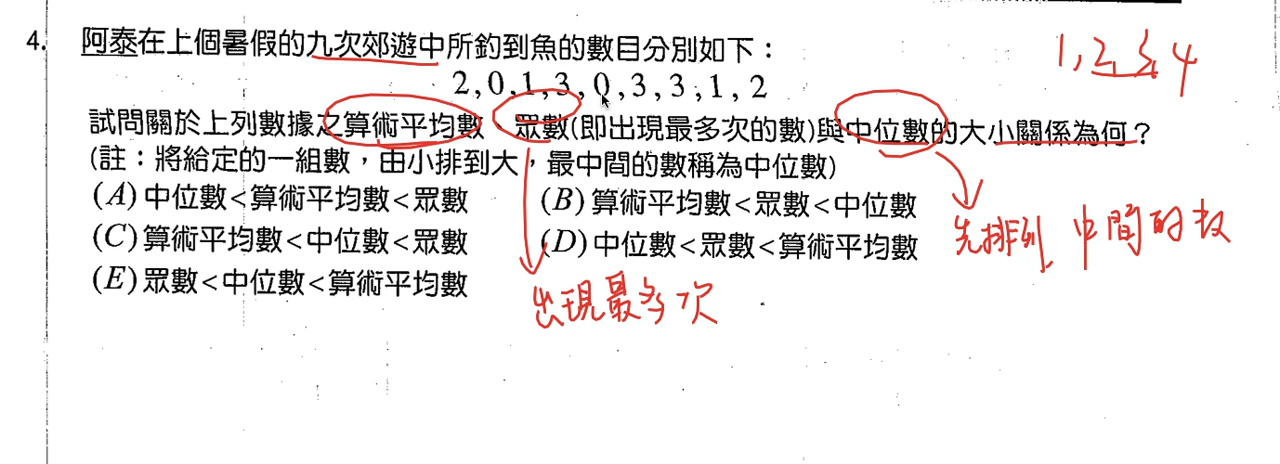 4. 阿泰在上個暑假的九次郊遊中所釣到魚的數目分別如下：
1,2,3,4
2,0,1,3,0,3,3,1,2
試問關於上列數據之算術平均數、眾數(即出現最多次的數)與中位數的大小關係為何？
(註：將給定的一組數，由小排到大，最中間的數稱為中位數)
(A)中位數<算術平均數<眾數 (B)算術平均數<眾數<中位數
(C)算術平均數<中位數<眾數 (D)中位數<眾數<算術平均數
先排列, 中間的数
(E)眾數<中位數<算術平均數
出現最多次